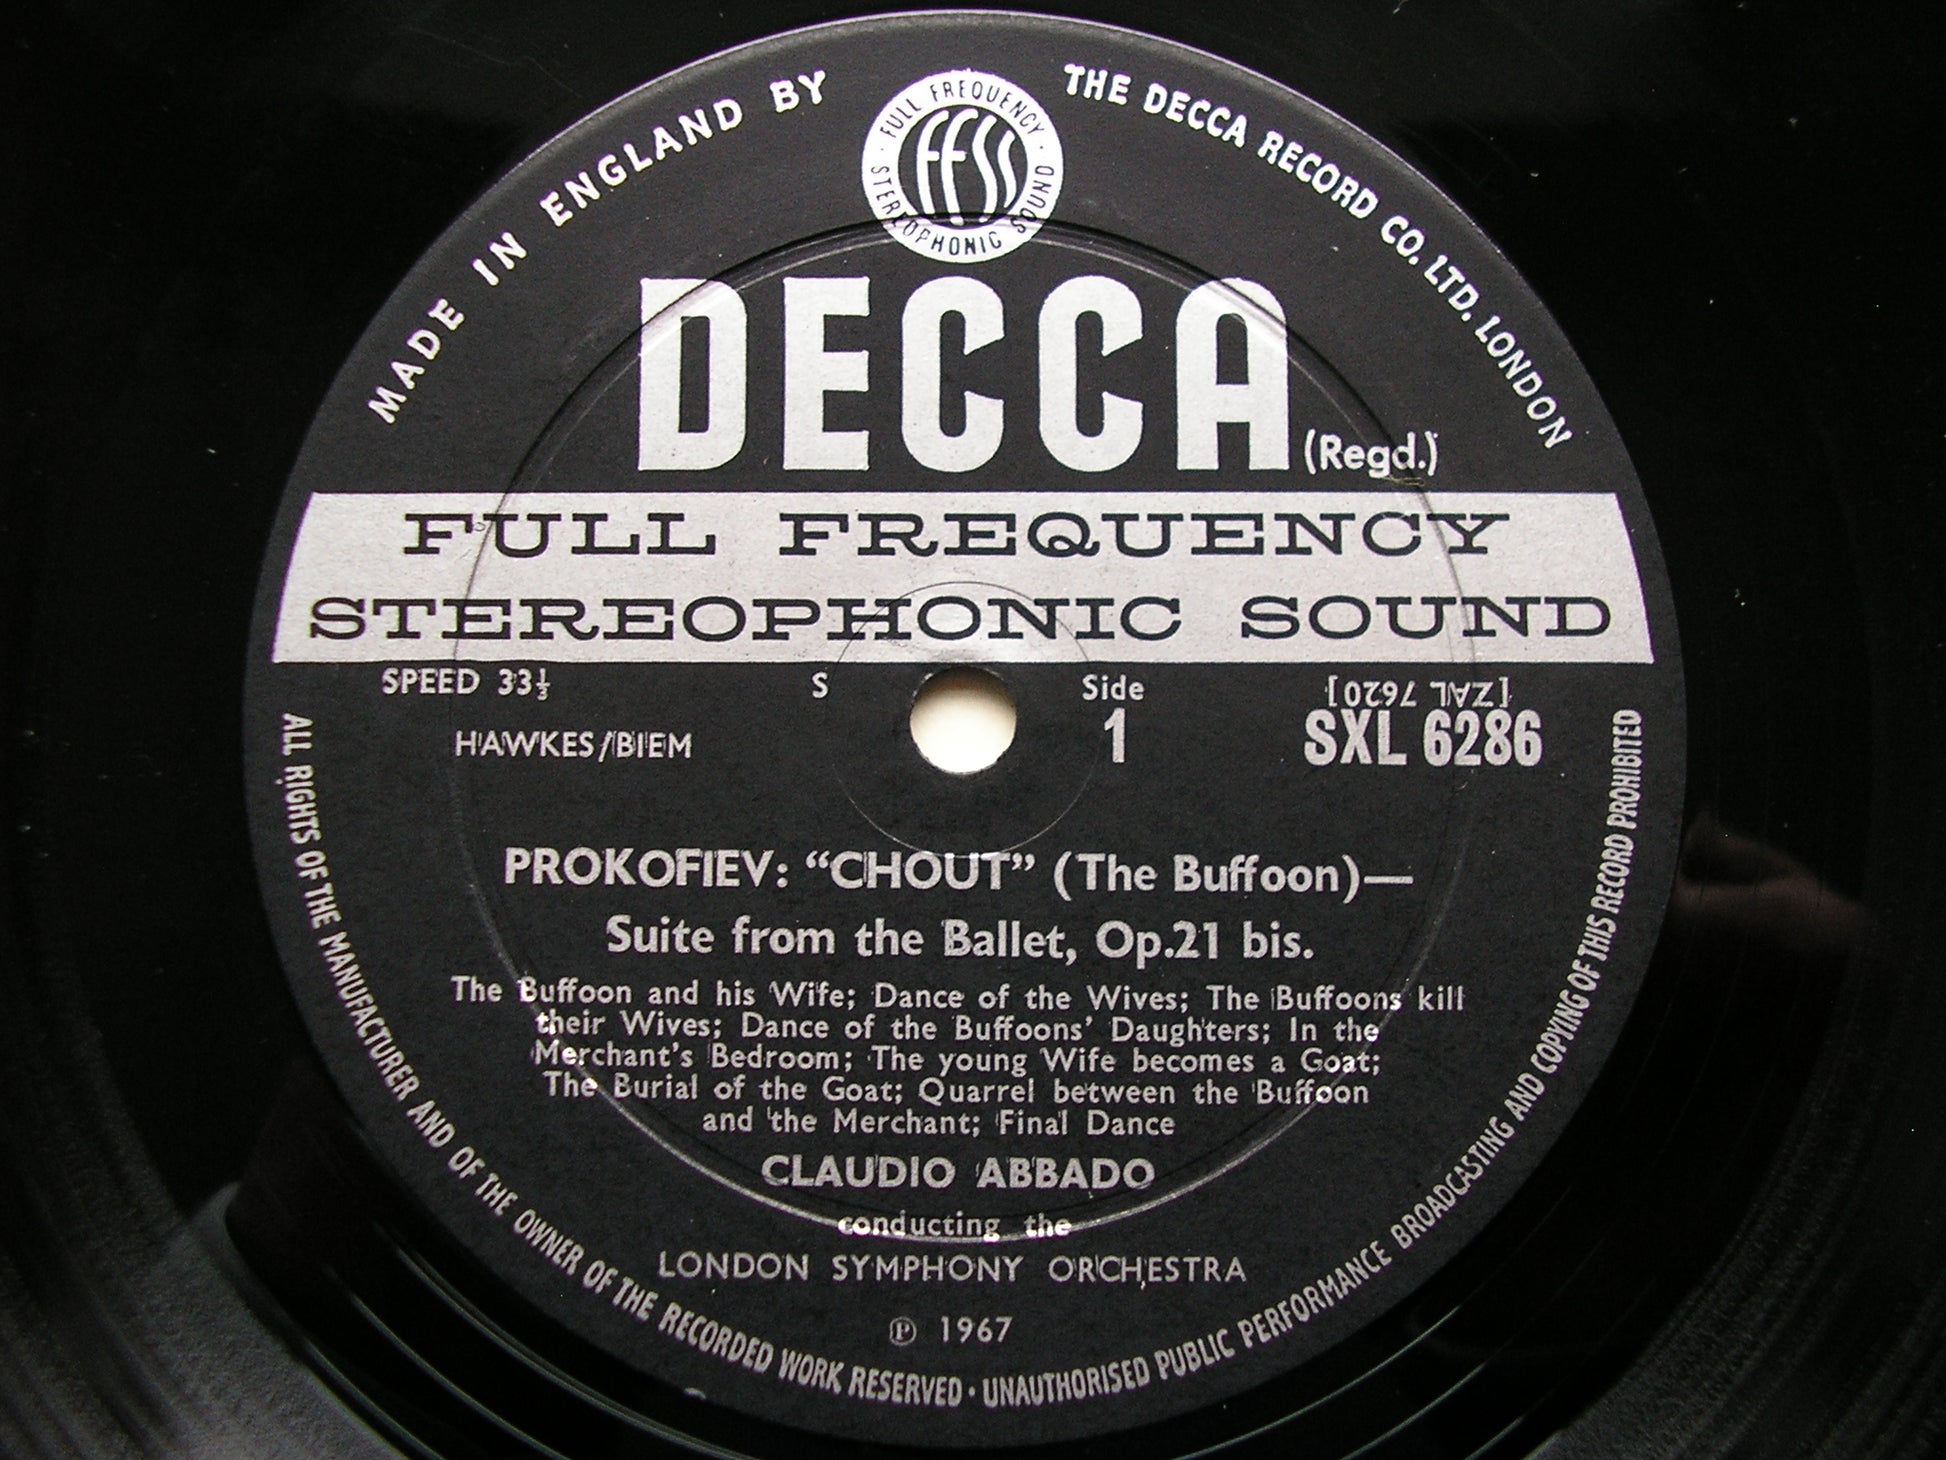 MADE IN ENGLAND BY
THE DECCA RECORD CO. LTD. LONDON
FULL FREQUENCY
STEREOPHONIC SOUND
FFSS
DECCA (Regd.)
FULL FREQUENCY
STEREOPHONIC SOUND
SPEED 33⅓ S Side [ZAL 7620]
HAWKES/BIEM 1 SXL 6286
PROKOFIEV: “CHOUT” (The Buffoon)—
Suite from the Ballet, Op.21 bis.
The Buffoon and his Wife; Dance of the Wives; The Buffoons kill
their Wives; Dance of the Buffoons’ Daughters; In the
Merchant’s Bedroom; The young Wife becomes a Goat;
The Burial of the Goat; Quarrel between the Buffoon
and the Merchant; Final Dance
CLAUDIO ABBADO
conducting the
LONDON SYMPHONY ORCHESTRA
℗ 1967
ALL RIGHTS OF THE MANUFACTURER AND OF THE OWNER OF THE RECORDED WORK RESERVED • UNAUTHORISED PUBLIC PERFORMANCE BROADCASTING AND COPYING OF THIS RECORD PROHIBITED